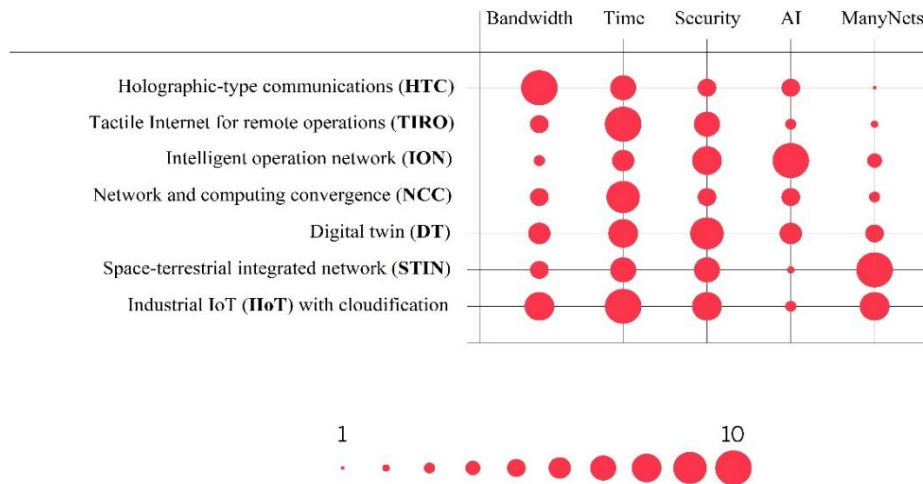 Bandwidth Time Security AI ManyNets
Holographic-type communications (HTC)
Tactile Internet for remote operations (TIRO)
Intelligent operation network (ION)
Network and computing convergence (NCC)
Digital twin (DT)
Space-terrestrial integrated network (STIN)
Industrial IoT (IIoT) with cloudification
1 10